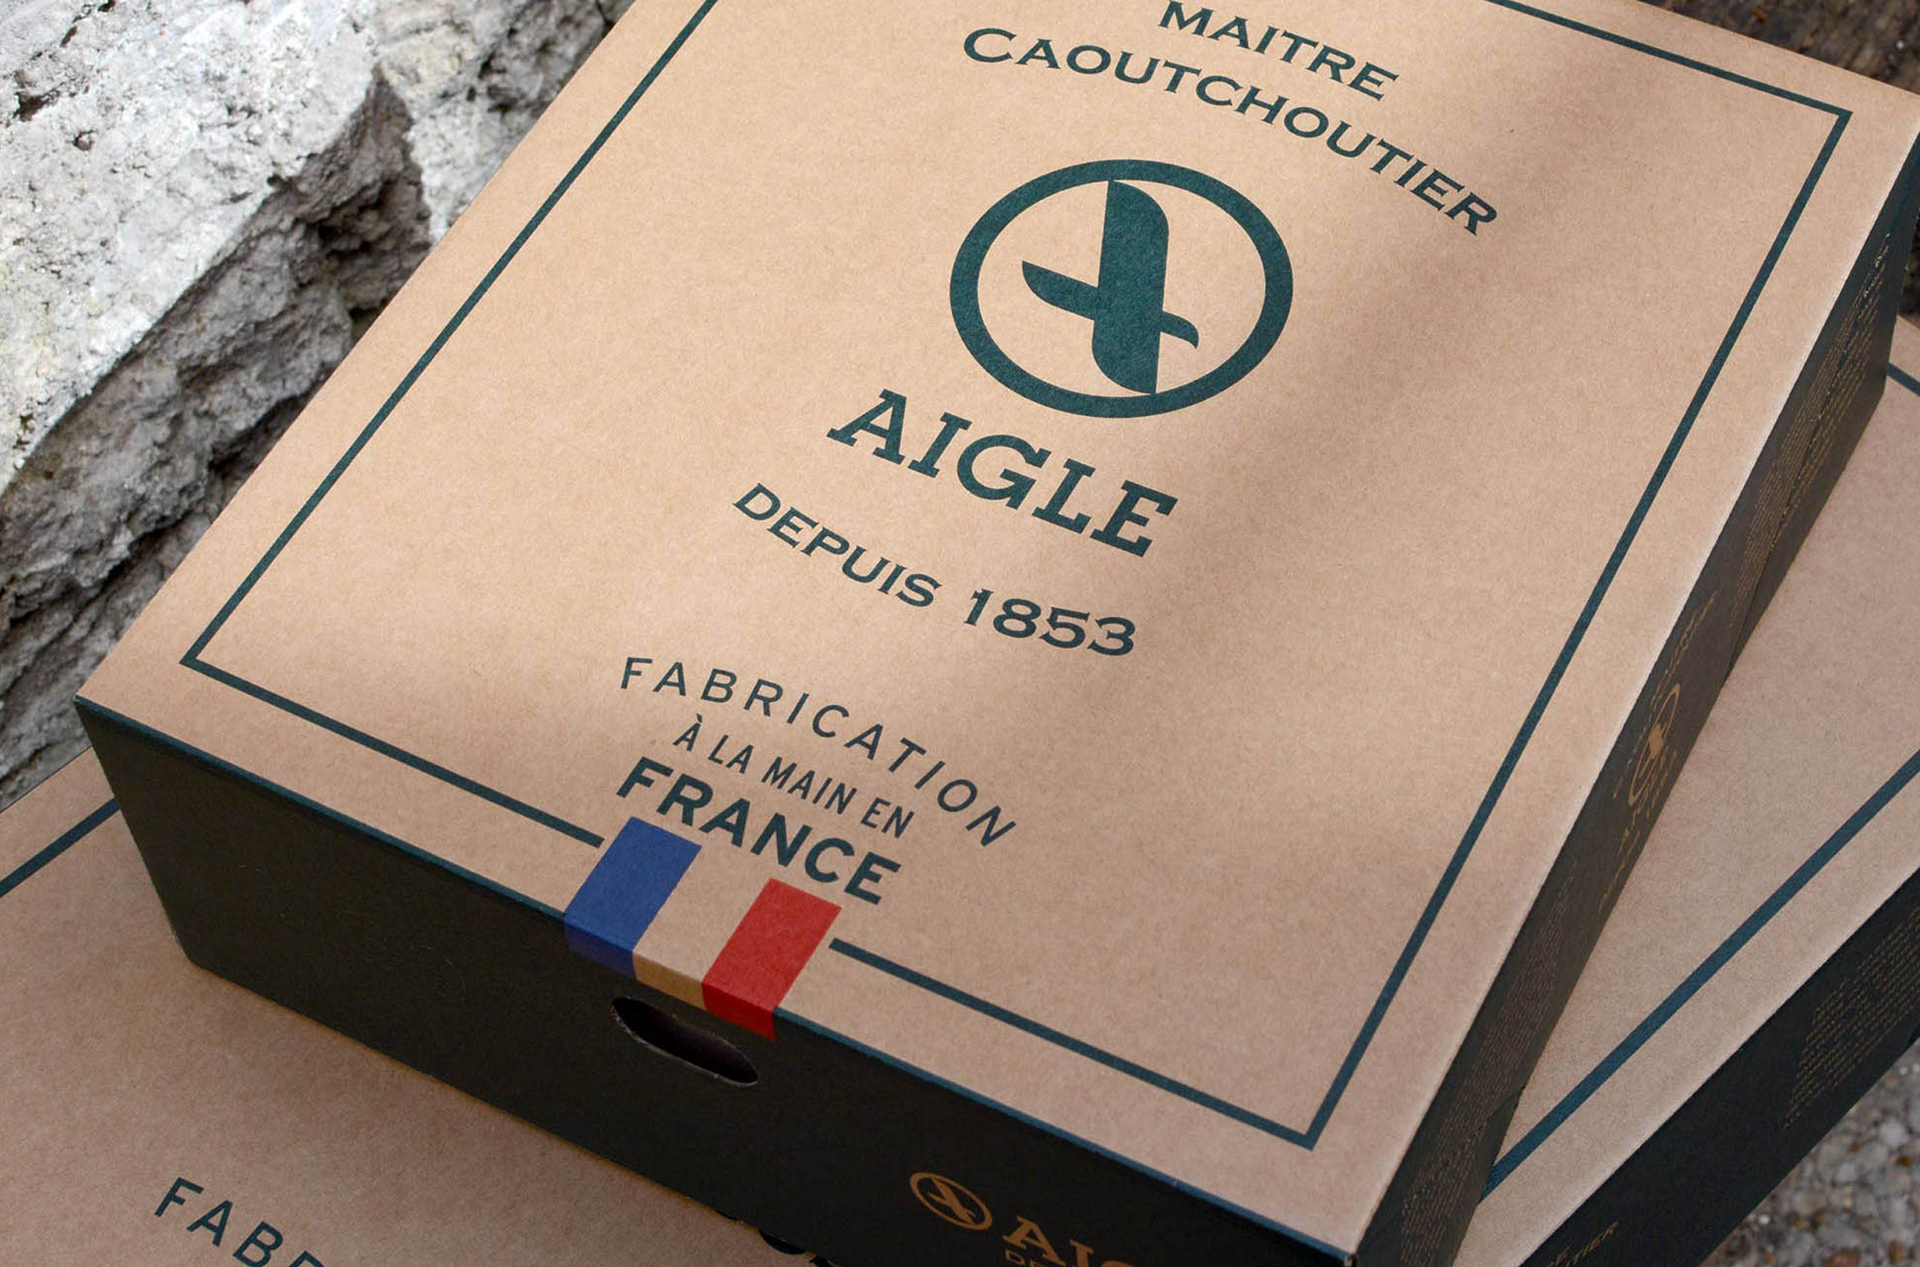 MAITRE
CAOUTCHOUTIER
AIGLE
DEPUIS 1853
FABRICATION
À LA MAIN EN
FRANCE